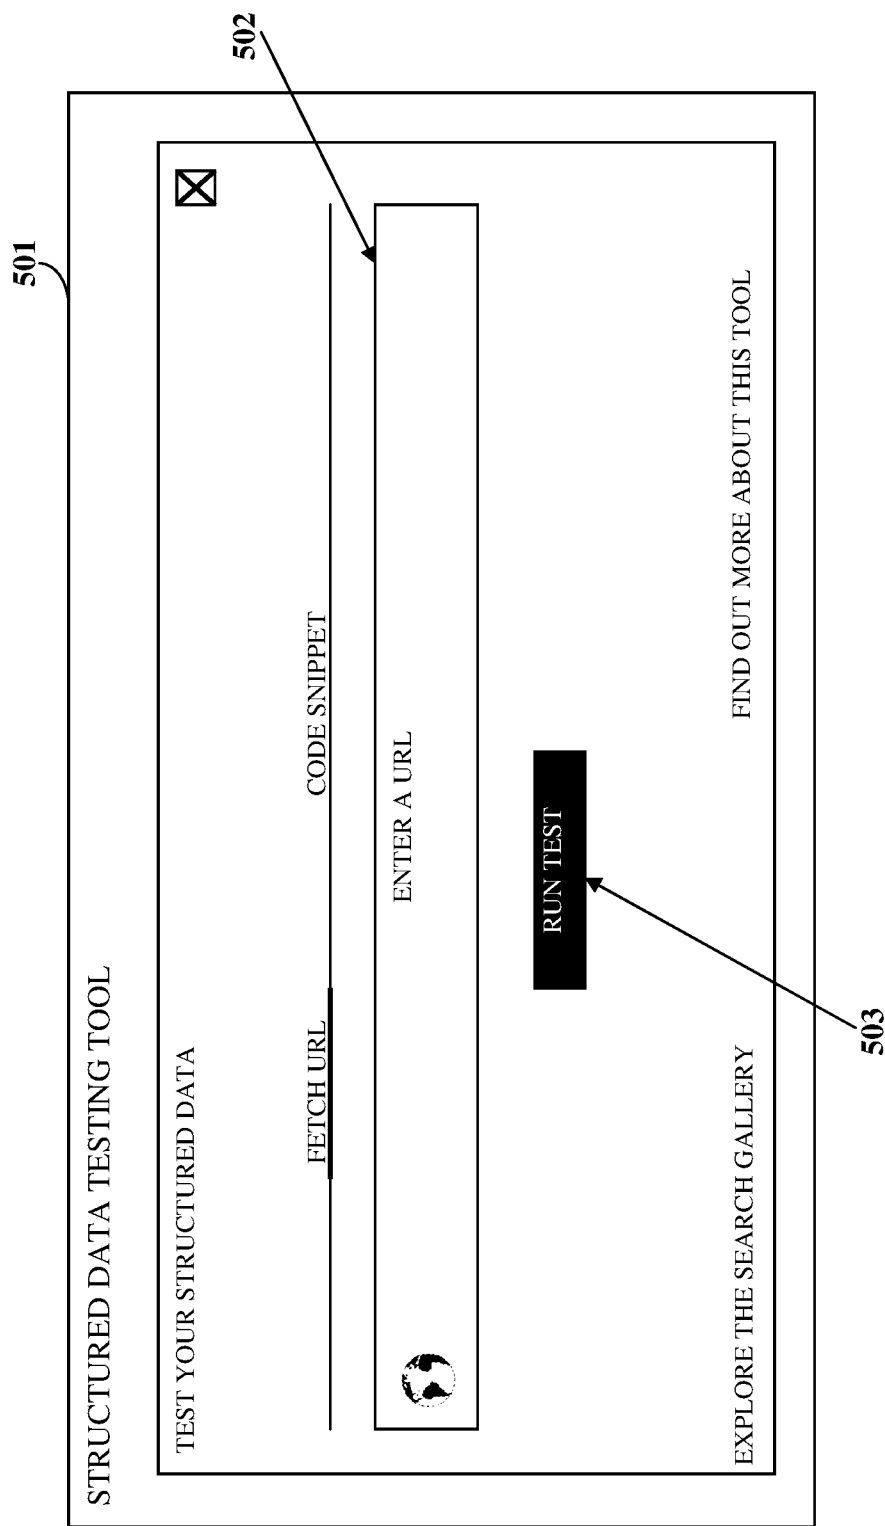 501
502
STRUCTURED DATA TESTING TOOL
TEST YOUR STRUCTURED DATA
FETCH URL
CODE SNIPPET
ENTER A URL
RUN TEST
503
EXPLORE THE SEARCH GALLERY
FIND OUT MORE ABOUT THIS TOOL